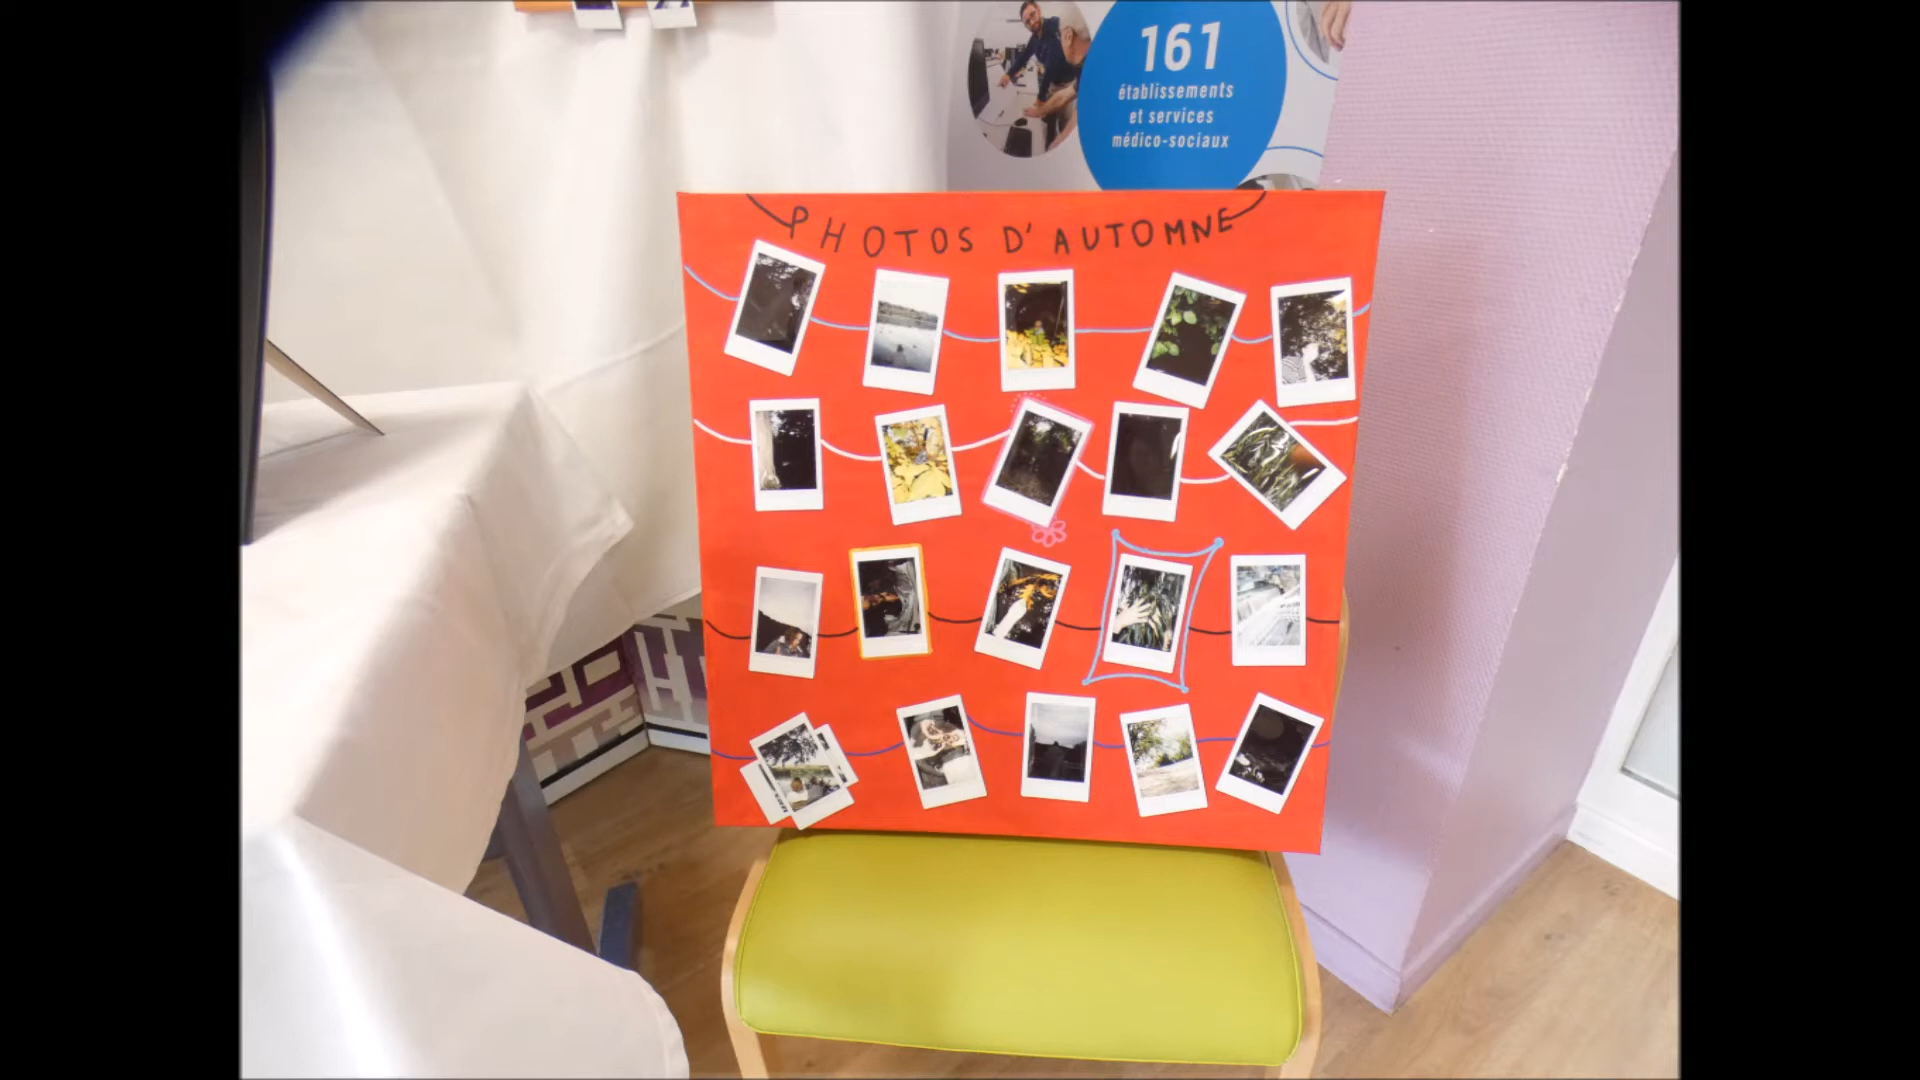 161
établissements
et services
médico-sociaux
PHOTOS D'AUTOMNE